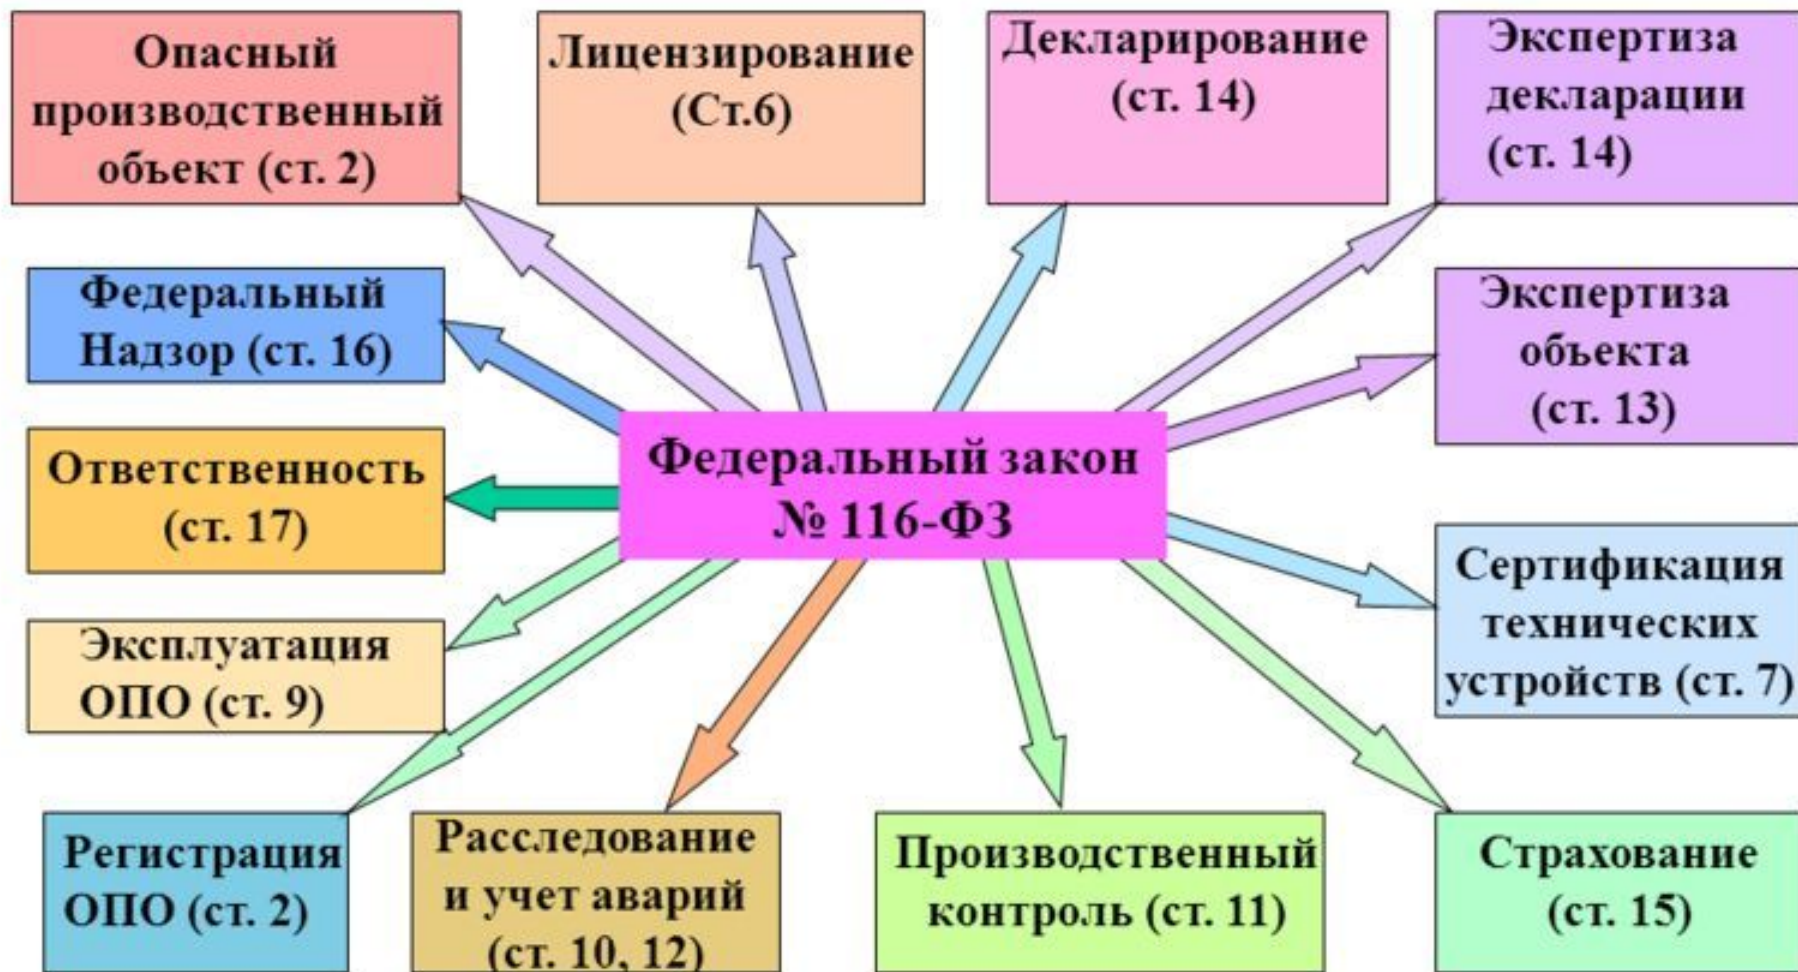 Опасный
производственный
объект (ст. 2)
Лицензирование
(Ст.6)
Декларирование
(ст. 14)
Экспертиза
декларации
(ст. 14)
Федеральный
Надзор (ст. 16)
Экспертиза
объекта
(ст. 13)
Ответственность
(ст. 17)
Федеральный закон
№ 116-ФЗ
Сертификация
технических
устройств (ст. 7)
Эксплуатация
ОПО (ст. 9)
Регистрация
ОПО (ст. 2)
Расследование
и учет аварий
(ст. 10, 12)
Производственный
контроль (ст. 11)
Страхование
(ст. 15)